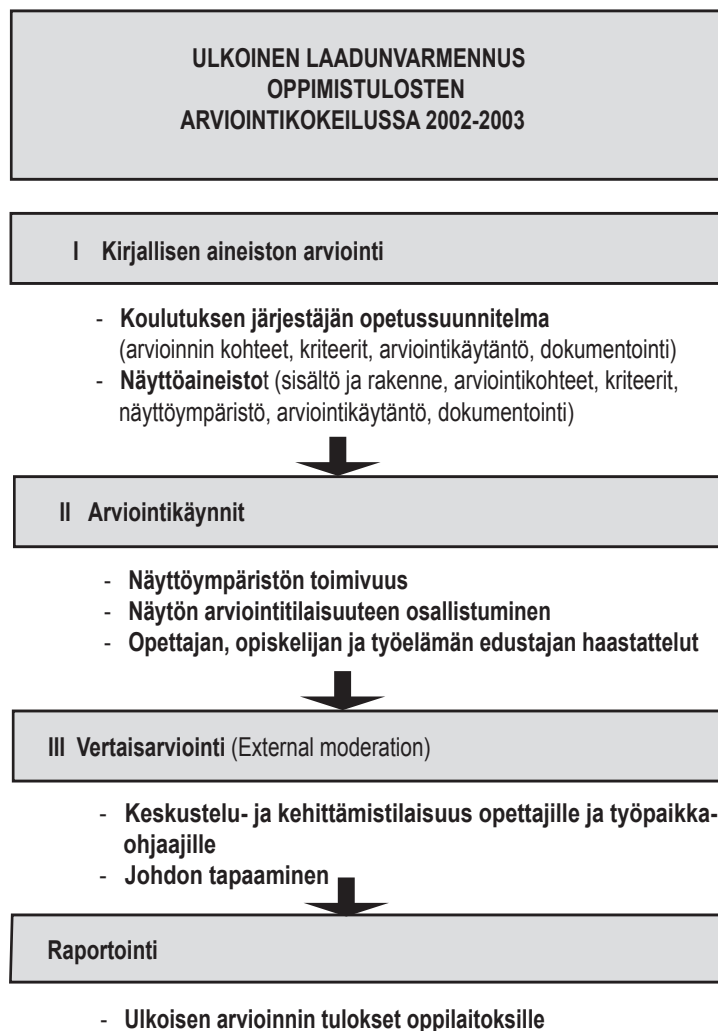 ULKOINEN LAADUNVARMENNUS
OPPIMISTULOSTEN
ARVIOINTIKOKEILUSSA 2002-2003
I Kirjallisen aineiston arviointi
- Koulutuksen järjestäjän opetussuunnitelma
(arvioinnin kohteet, kriteerit, arviointikäytäntö, dokumentointi)
- Näyttöaineistot (sisältö ja rakenne, arviointikohteet, kriteerit,
näyttöympäristö, arviointikäytäntö, dokumentointi)
II Arviointikäynnit
- Näyttöympäristön toimivuus
- Näytön arviointitilaisuuteen osallistuminen
- Opettajan, opiskelijan ja työelämän edustajan haastattelut
III Vertaisarviointi (External moderation)
- Keskustelu- ja kehittämistilaisuus opettajille ja työpaikka-
ohjaajille
- Johdon tapaaminen
Raportointi
- Ulkoisen arvioinnin tulokset oppilaitoksille